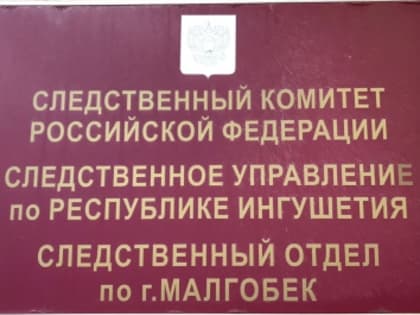 СЛЕДСТВЕННЫЙ КОМИТЕТ
РОССИЙСКОЙ ФЕДЕРАЦИИ
СЛЕДСТВЕННОЕ УПРАВЛЕНИЕ
по РЕСПУБЛИКЕ ИНГУШЕТИЯ
СЛЕДСТВЕННЫЙ ОТДЕЛ
по г.МАЛГОБЕК